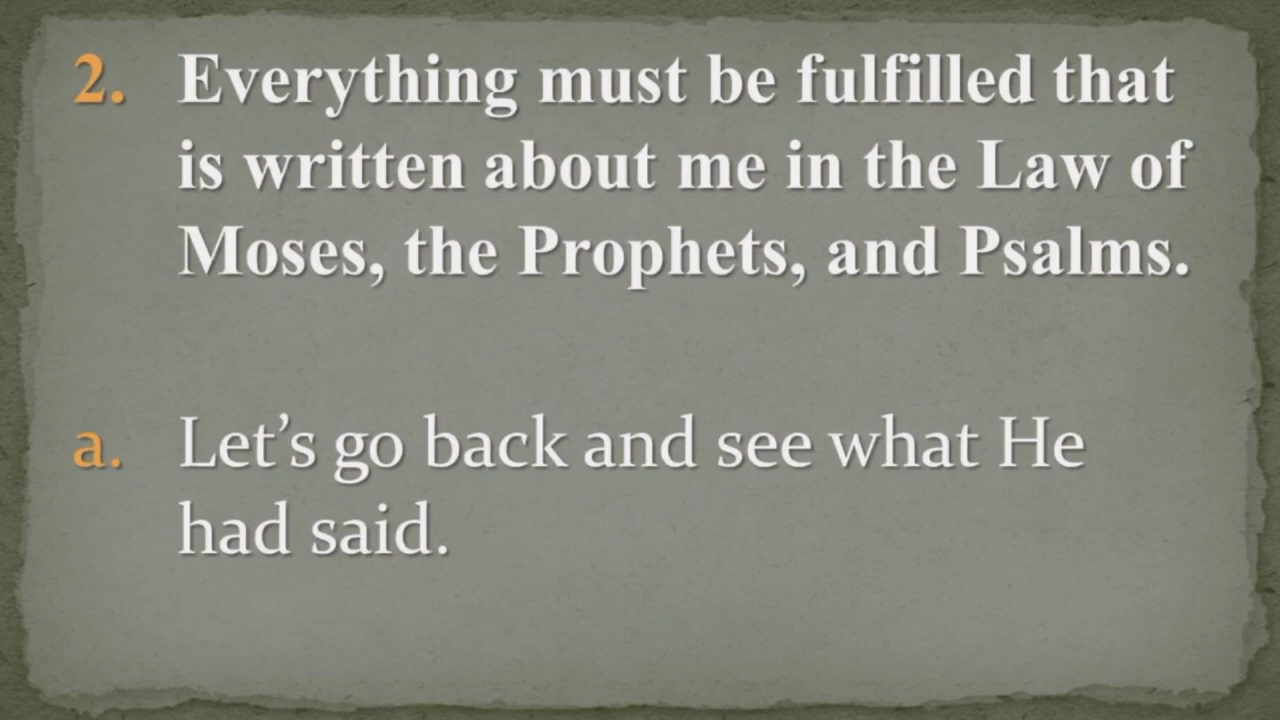 2. Everything must be fulfilled that
is written about me in the Law of
Moses, the Prophets, and Psalms.
a. Let’s go back and see what He
had said.